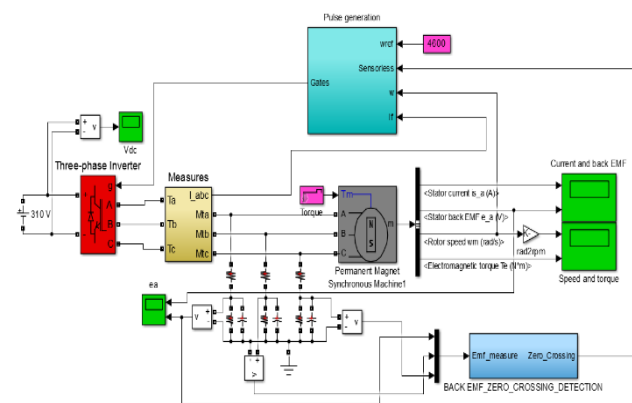 Pulse generation
wref
4600
Sensorless
Gates
w
If
+
-
v
Vdc
Three-phase Inverter
Measures
g
I_abc
Current and back EMF
310 V
A
B
C
Ta
Tb
Tc
Mta
Mtb
Mtc
Torque
Tm
A
B
C
N
S
m
<Stator current is_a (A)>
<Stator back EMF e_a (V)>
<Rotor speed wm (rad/s)>
<Electromagnetic torque Te (N*m)>
rad2rpm
Permanent Magnet
Synchronous Machine1
Speed and torque
ea
v
+
-
+
-
v
-
+
v
Emf_measure
Zero_Crossing
BACK EMF_ZERO_CROSSING_DETECTION